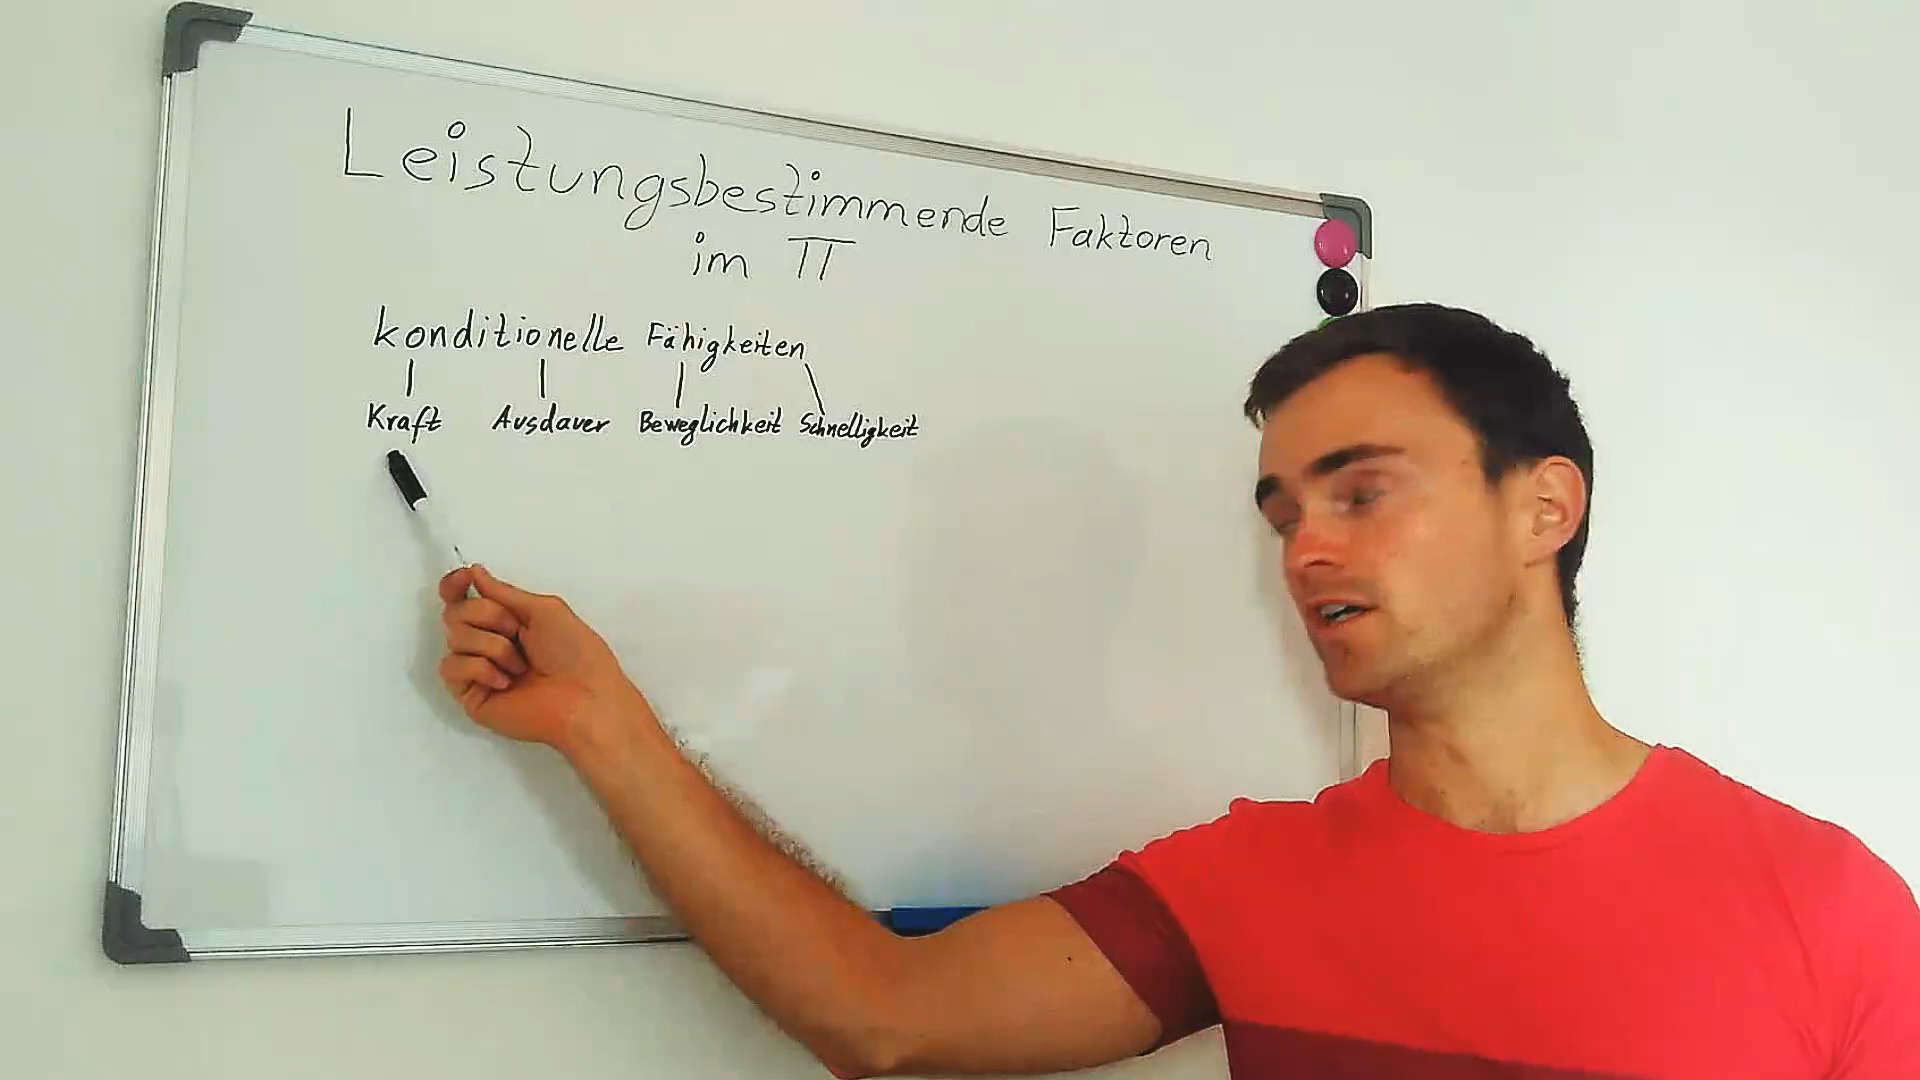 Leistungsbestimmende Faktoren
im TT
konditionelle Fähigkeiten
Kraft Ausdauer Beweglichkeit Schnelligkeit